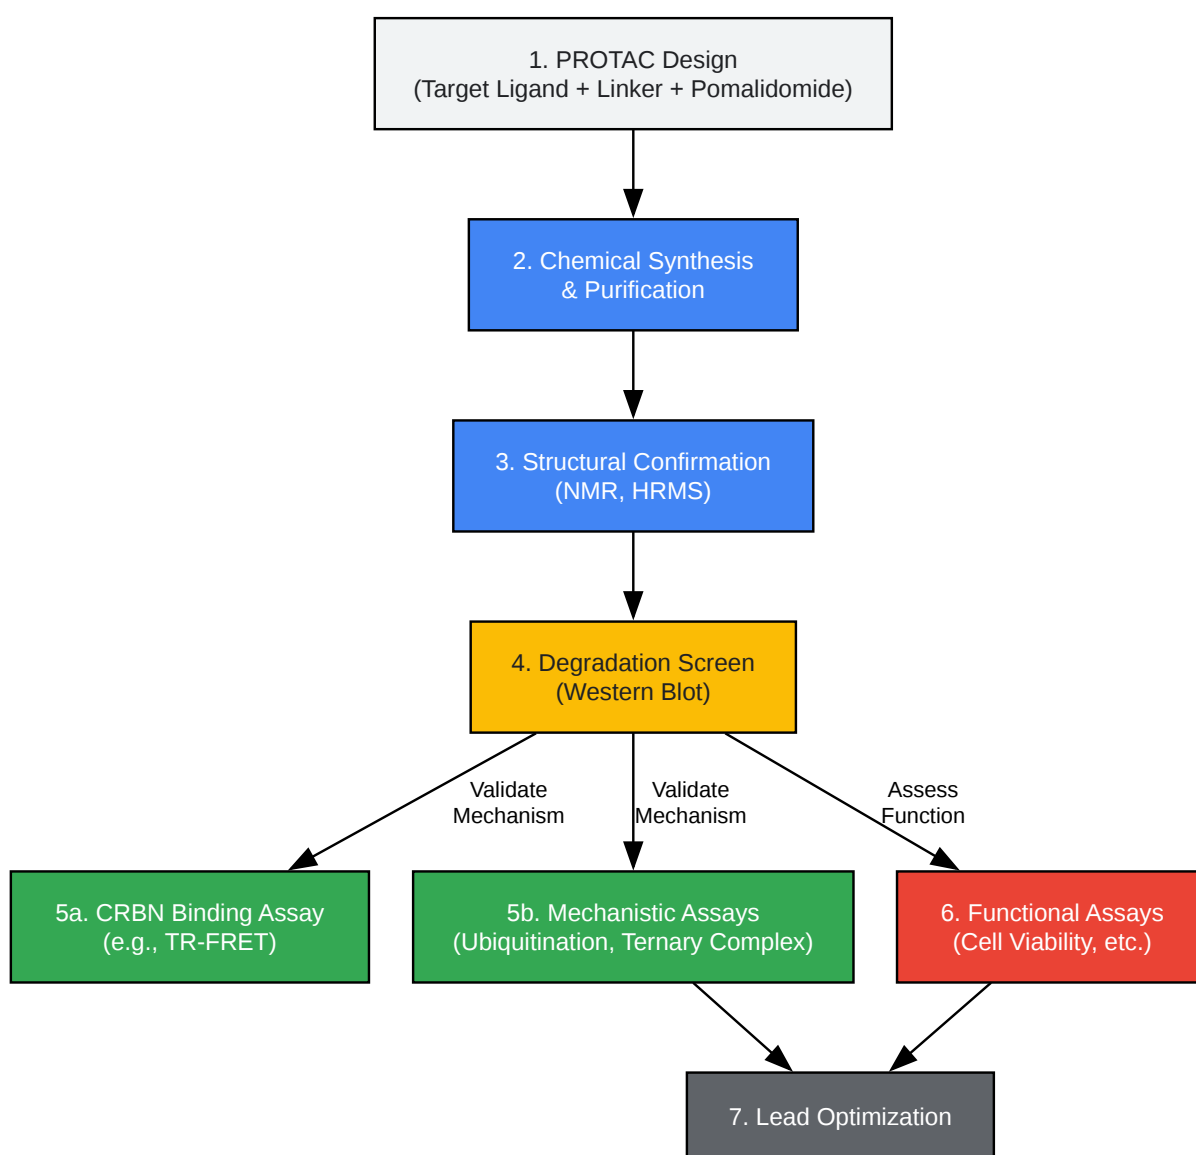 1. PROTAC Design
(Target Ligand + Linker + Pomalidomide)
2. Chemical Synthesis
& Purification
3. Structural Confirmation
(NMR, HRMS)
4. Degradation Screen
(Western Blot)
Validate
Mechanism
Validate
Mechanism
Assess
Function
5a. CRBN Binding Assay
(e.g., TR-FRET)
5b. Mechanistic Assays
(Ubiquitination, Ternary Complex)
6. Functional Assays
(Cell Viability, etc.)
7. Lead Optimization